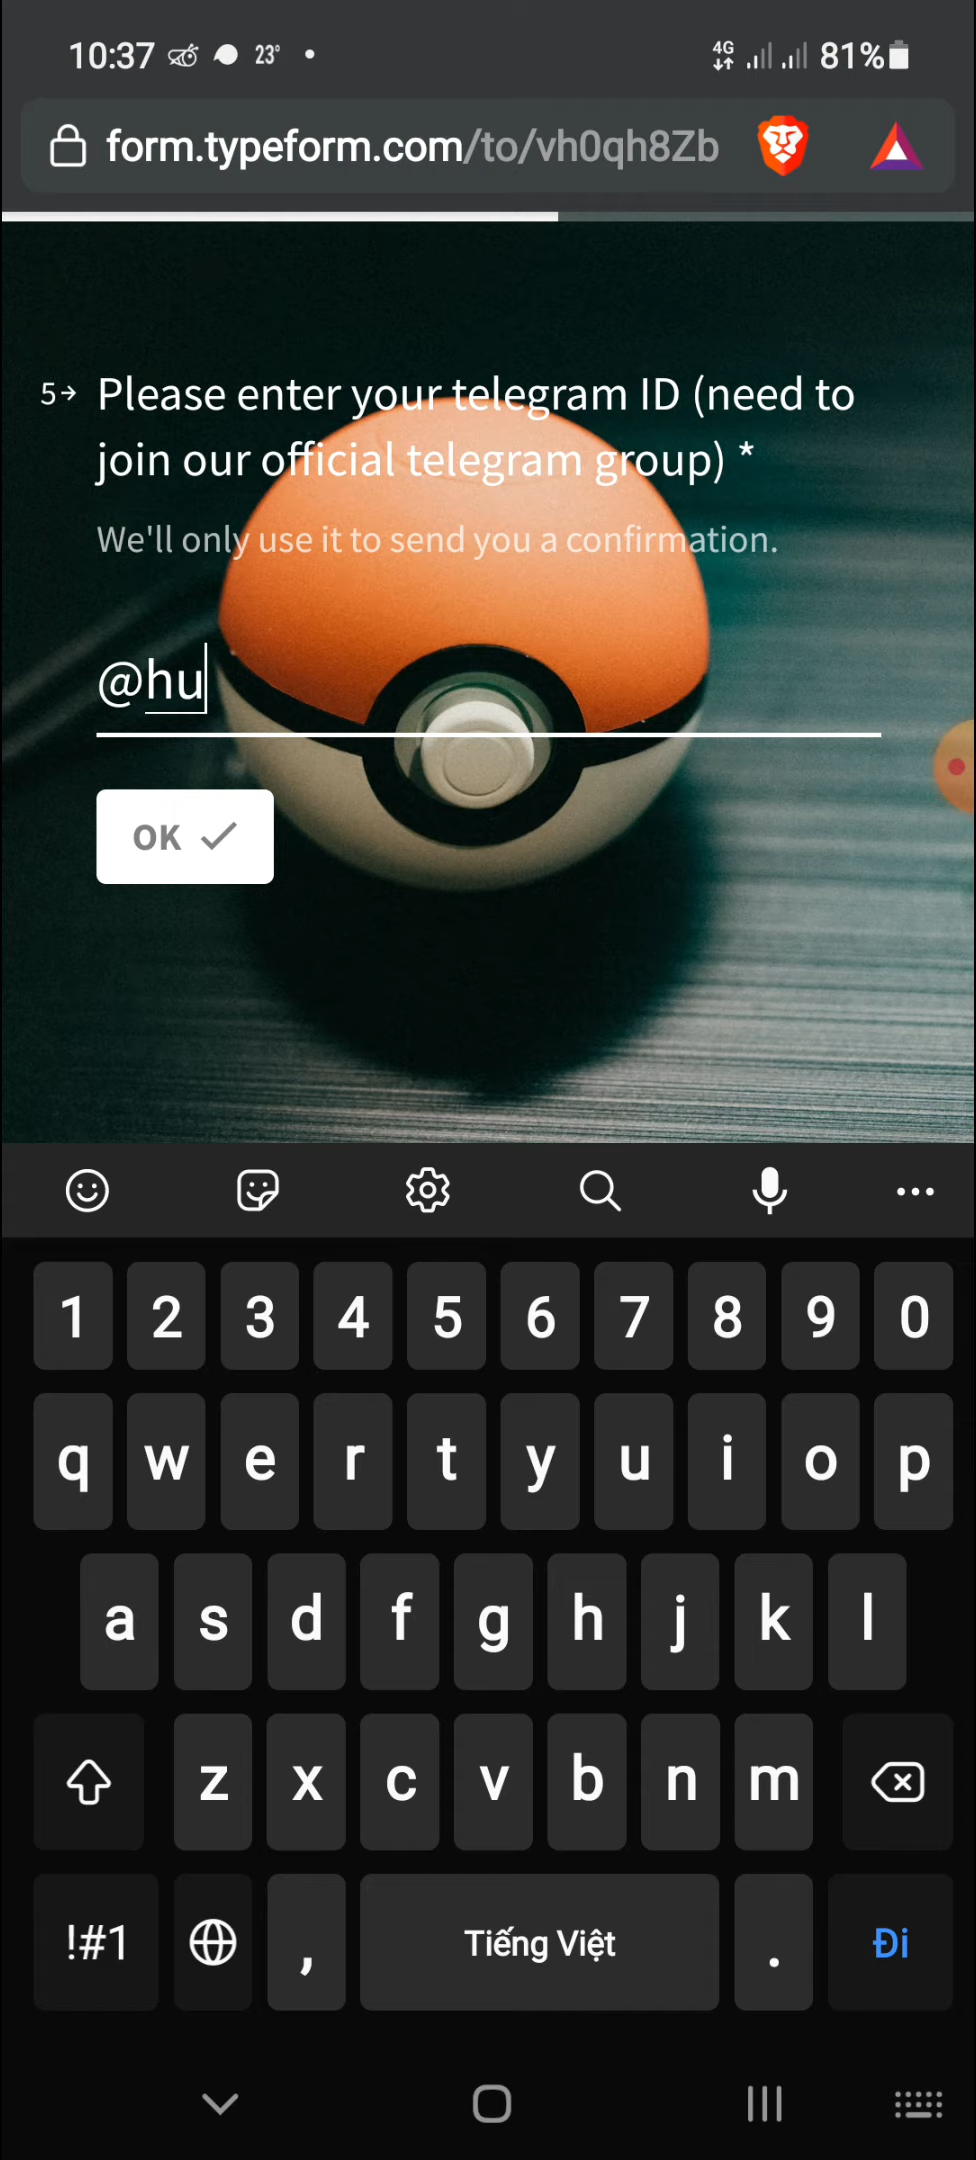 10:37 23° 4G 81%
form.typeform.com/to/vh0qh8Zb
5 Please enter your telegram ID (need to
join our official telegram group) *
We'll only use it to send you a confirmation.
@hu
OK
1 2 3 4 5 6 7 8 9 0
q w e r t y u i o p
a s d f g h j k l
z x c v b n m
!#1 , Tiếng Việt . Đi